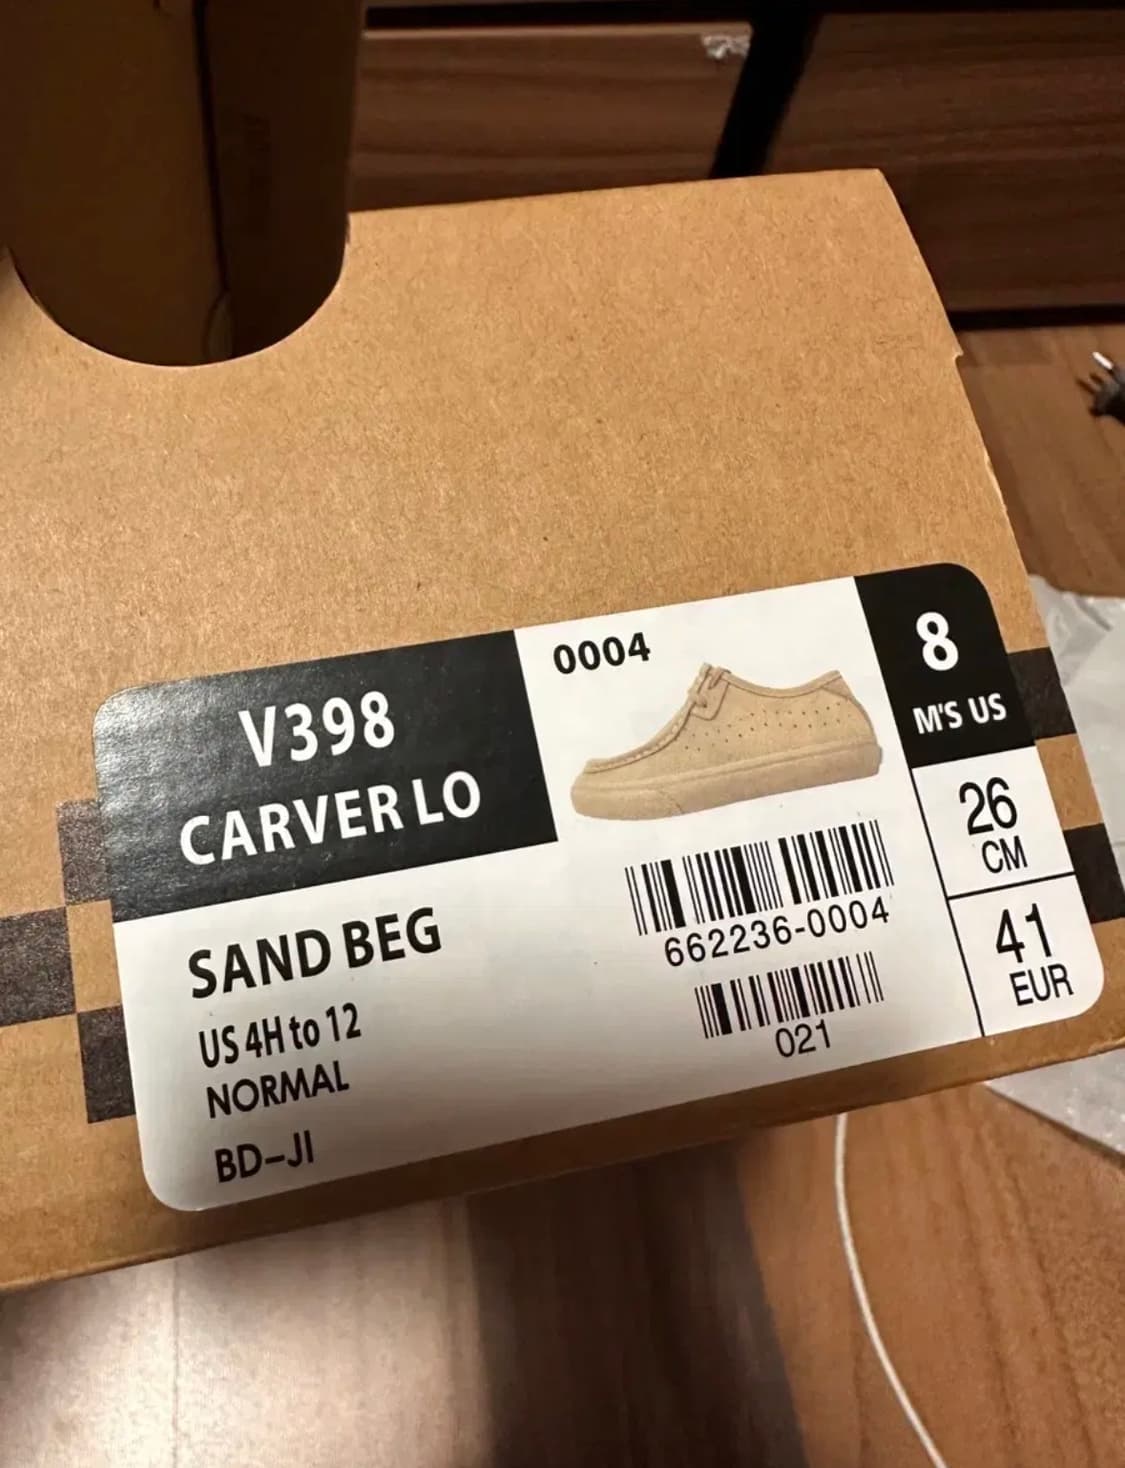 V398
CARVER LO
0004
8
M'S US
26
CM
41
EUR
SAND BEG
US 4H to 12
NORMAL
BD-JI
662236-0004
021